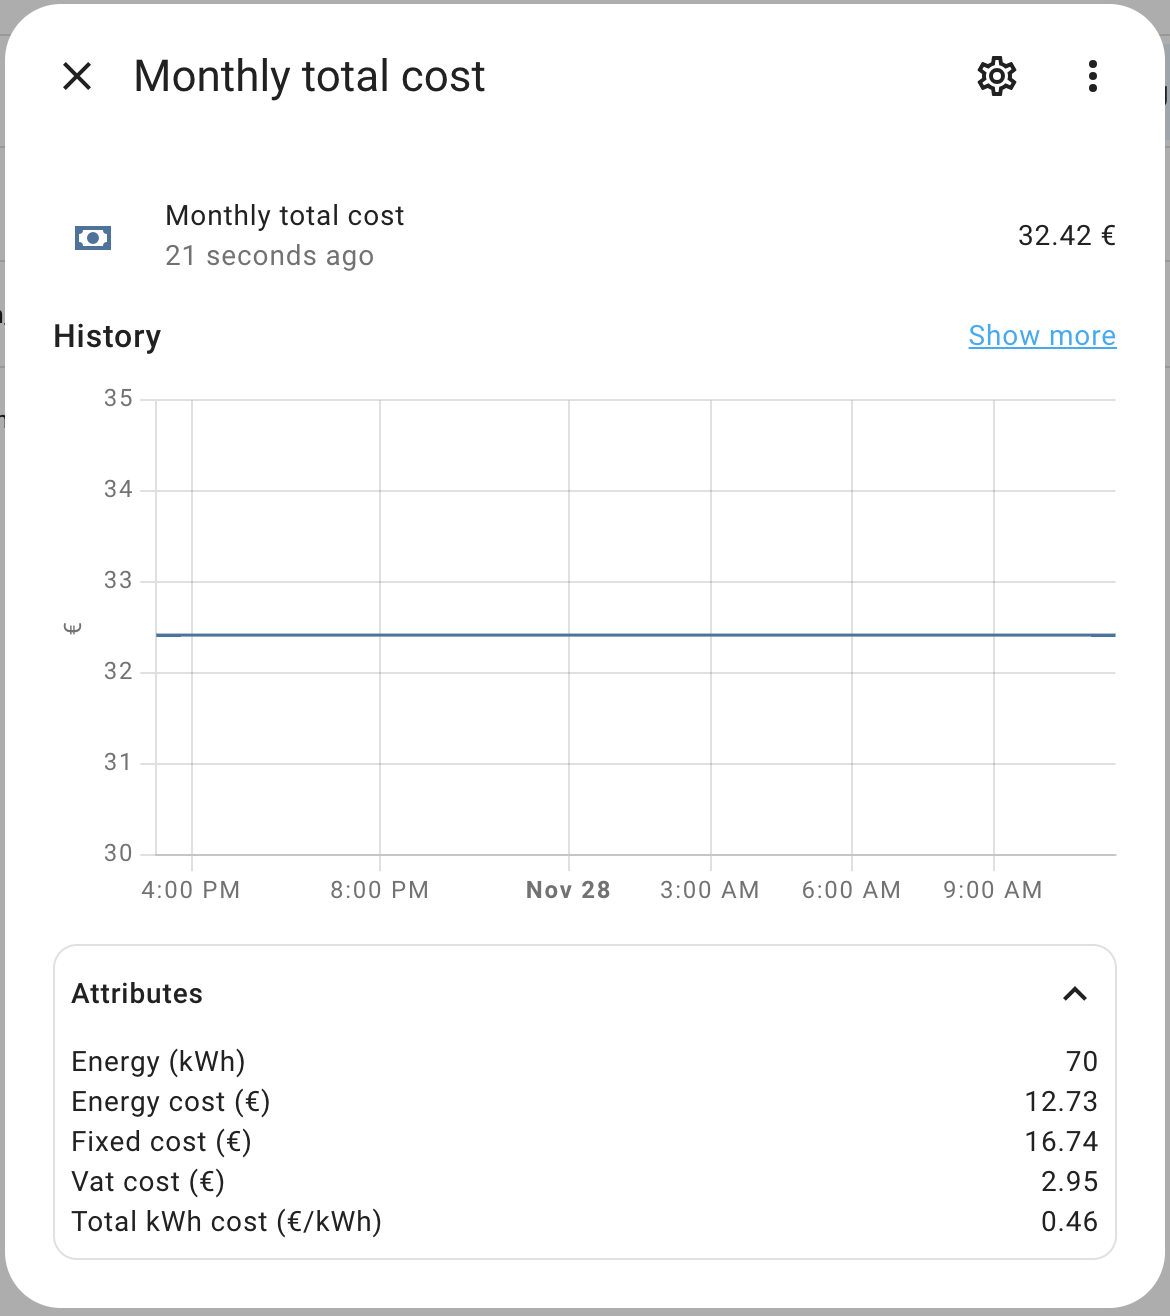 Monthly total cost
Monthly total cost
32.42 €
21 seconds ago
History
Show more
35
34
33
€
32
31
30
4:00 PM
8:00 PM
Nov 28
3:00 AM
6:00 AM
9:00 AM
Attributes
Energy (kWh) 70
Energy cost (€) 12.73
Fixed cost (€) 16.74
Vat cost (€) 2.95
Total kWh cost (€/kWh) 0.46